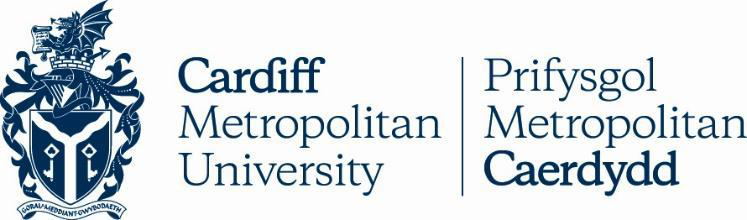 Cardiff
Metropolitan
University
Prifysgol
Metropolitan
Caerdydd
GORAU MEDDIANT GWYBODAETH